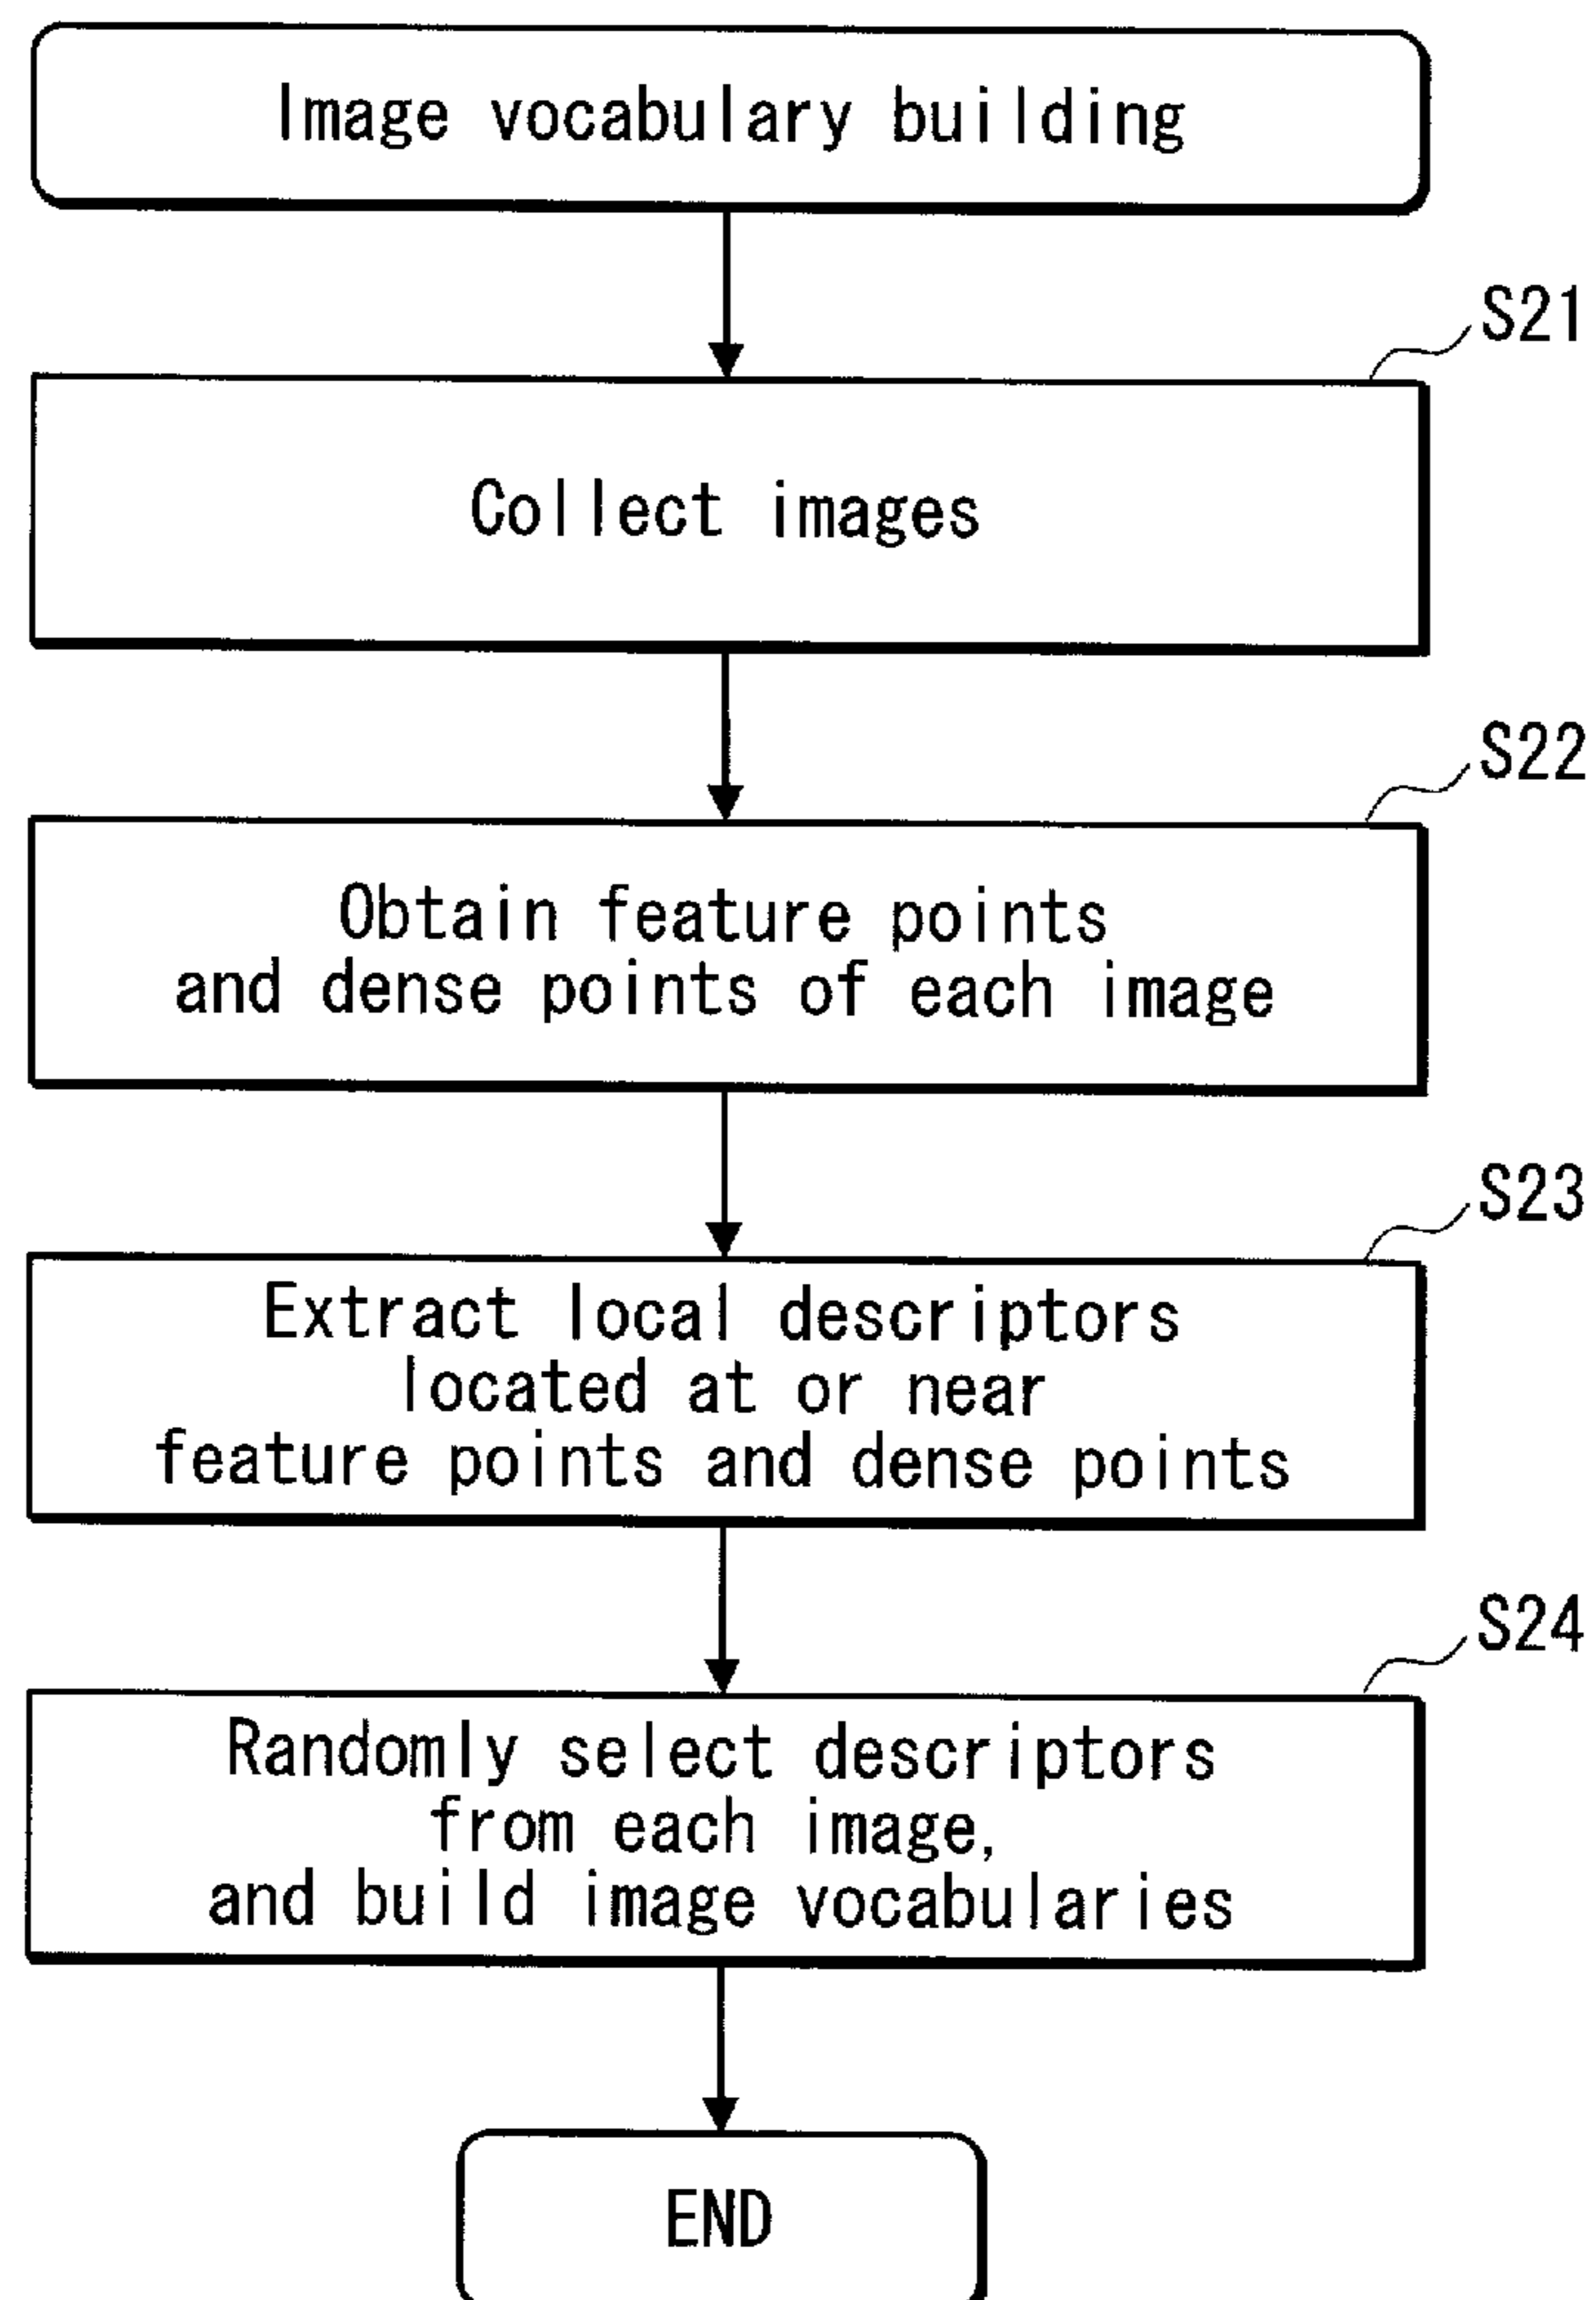 Image vocabulary building
S21
Collect images
S22
Obtain feature points
and dense points of each image
S23
Extract local descriptors
located at or near
feature points and dense points
S24
Randomly select descriptors
from each image,
and build image vocabularies
END